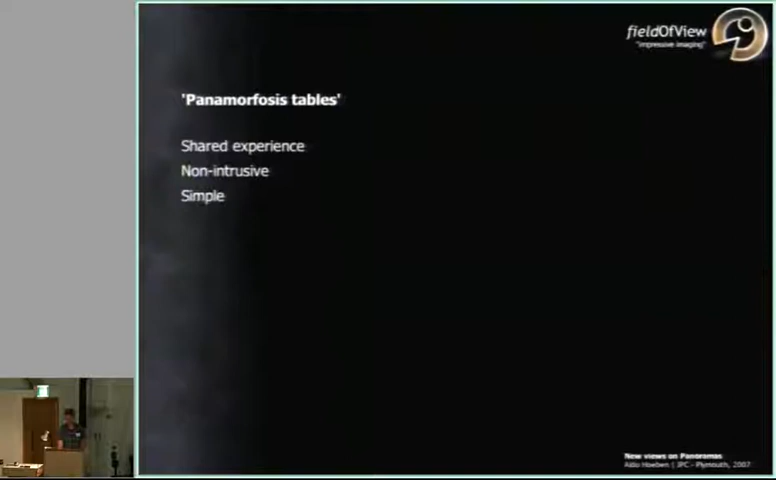 fieldOfView
"impressive imaging"
'Panamorfosis tables'
Shared experience
Non-intrusive
Simple
New views on Panoramas
Aldo Hoeben | IPC - Plymouth, 2007